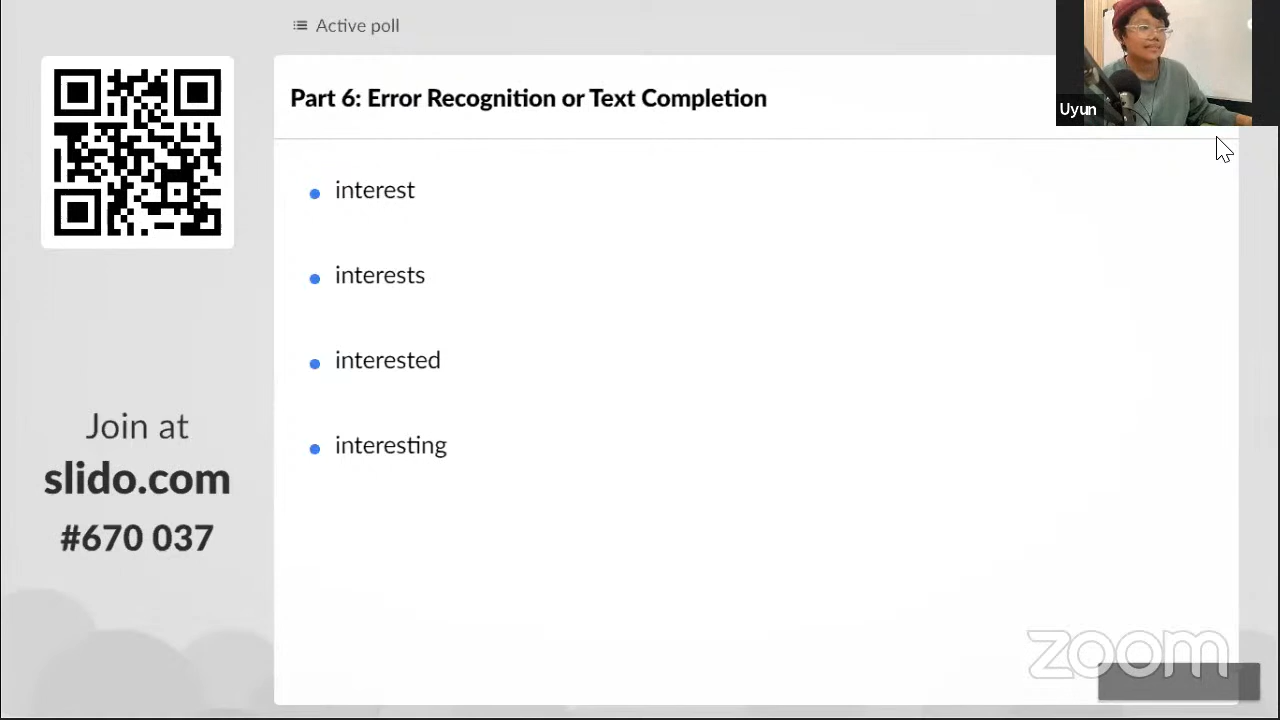 Active poll
Part 6: Error Recognition or Text Completion
Uyun
interest
interests
interested
interesting
Join at
slido.com
#670 037
zoom